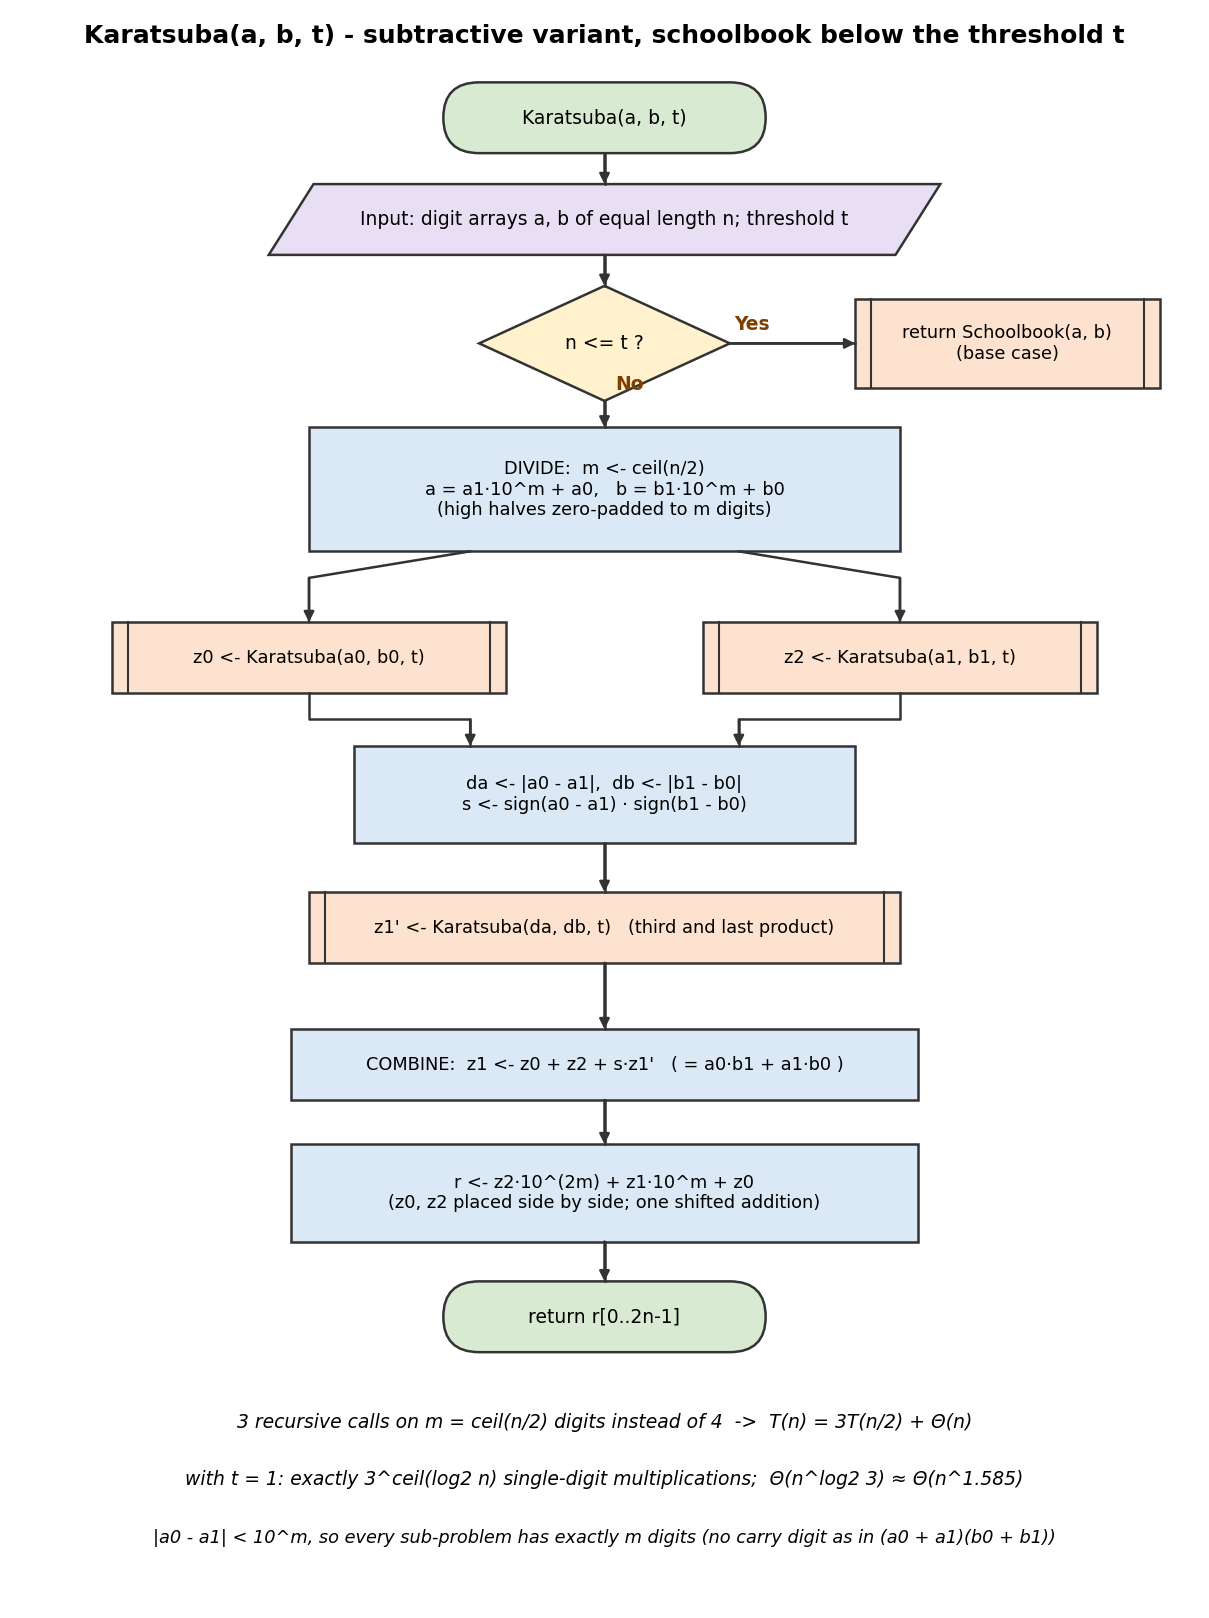 Karatsuba(a, b, t) - subtractive variant, schoolbook below the threshold t
Karatsuba(a, b, t)
Input: digit arrays a, b of equal length n; threshold t
n <= t ?
Yes
return Schoolbook(a, b)
(base case)
No
DIVIDE:  m <- ceil(n/2)
a = a1·10^m + a0,   b = b1·10^m + b0
(high halves zero-padded to m digits)
z0 <- Karatsuba(a0, b0, t)
z2 <- Karatsuba(a1, b1, t)
da <- |a0 - a1|,  db <- |b1 - b0|
s <- sign(a0 - a1) · sign(b1 - b0)
z1' <- Karatsuba(da, db, t)   (third and last product)
COMBINE:  z1 <- z0 + z2 + s·z1'   ( = a0·b1 + a1·b0 )
r <- z2·10^(2m) + z1·10^m + z0
(z0, z2 placed side by side; one shifted addition)
return r[0..2n-1]
3 recursive calls on m = ceil(n/2) digits instead of 4  ->  T(n) = 3T(n/2) + Θ(n)
with t = 1: exactly 3^ceil(log2 n) single-digit multiplications;  Θ(n^log2 3) ≈ Θ(n^1.585)
|a0 - a1| < 10^m, so every sub-problem has exactly m digits (no carry digit as in (a0 + a1)(b0 + b1))